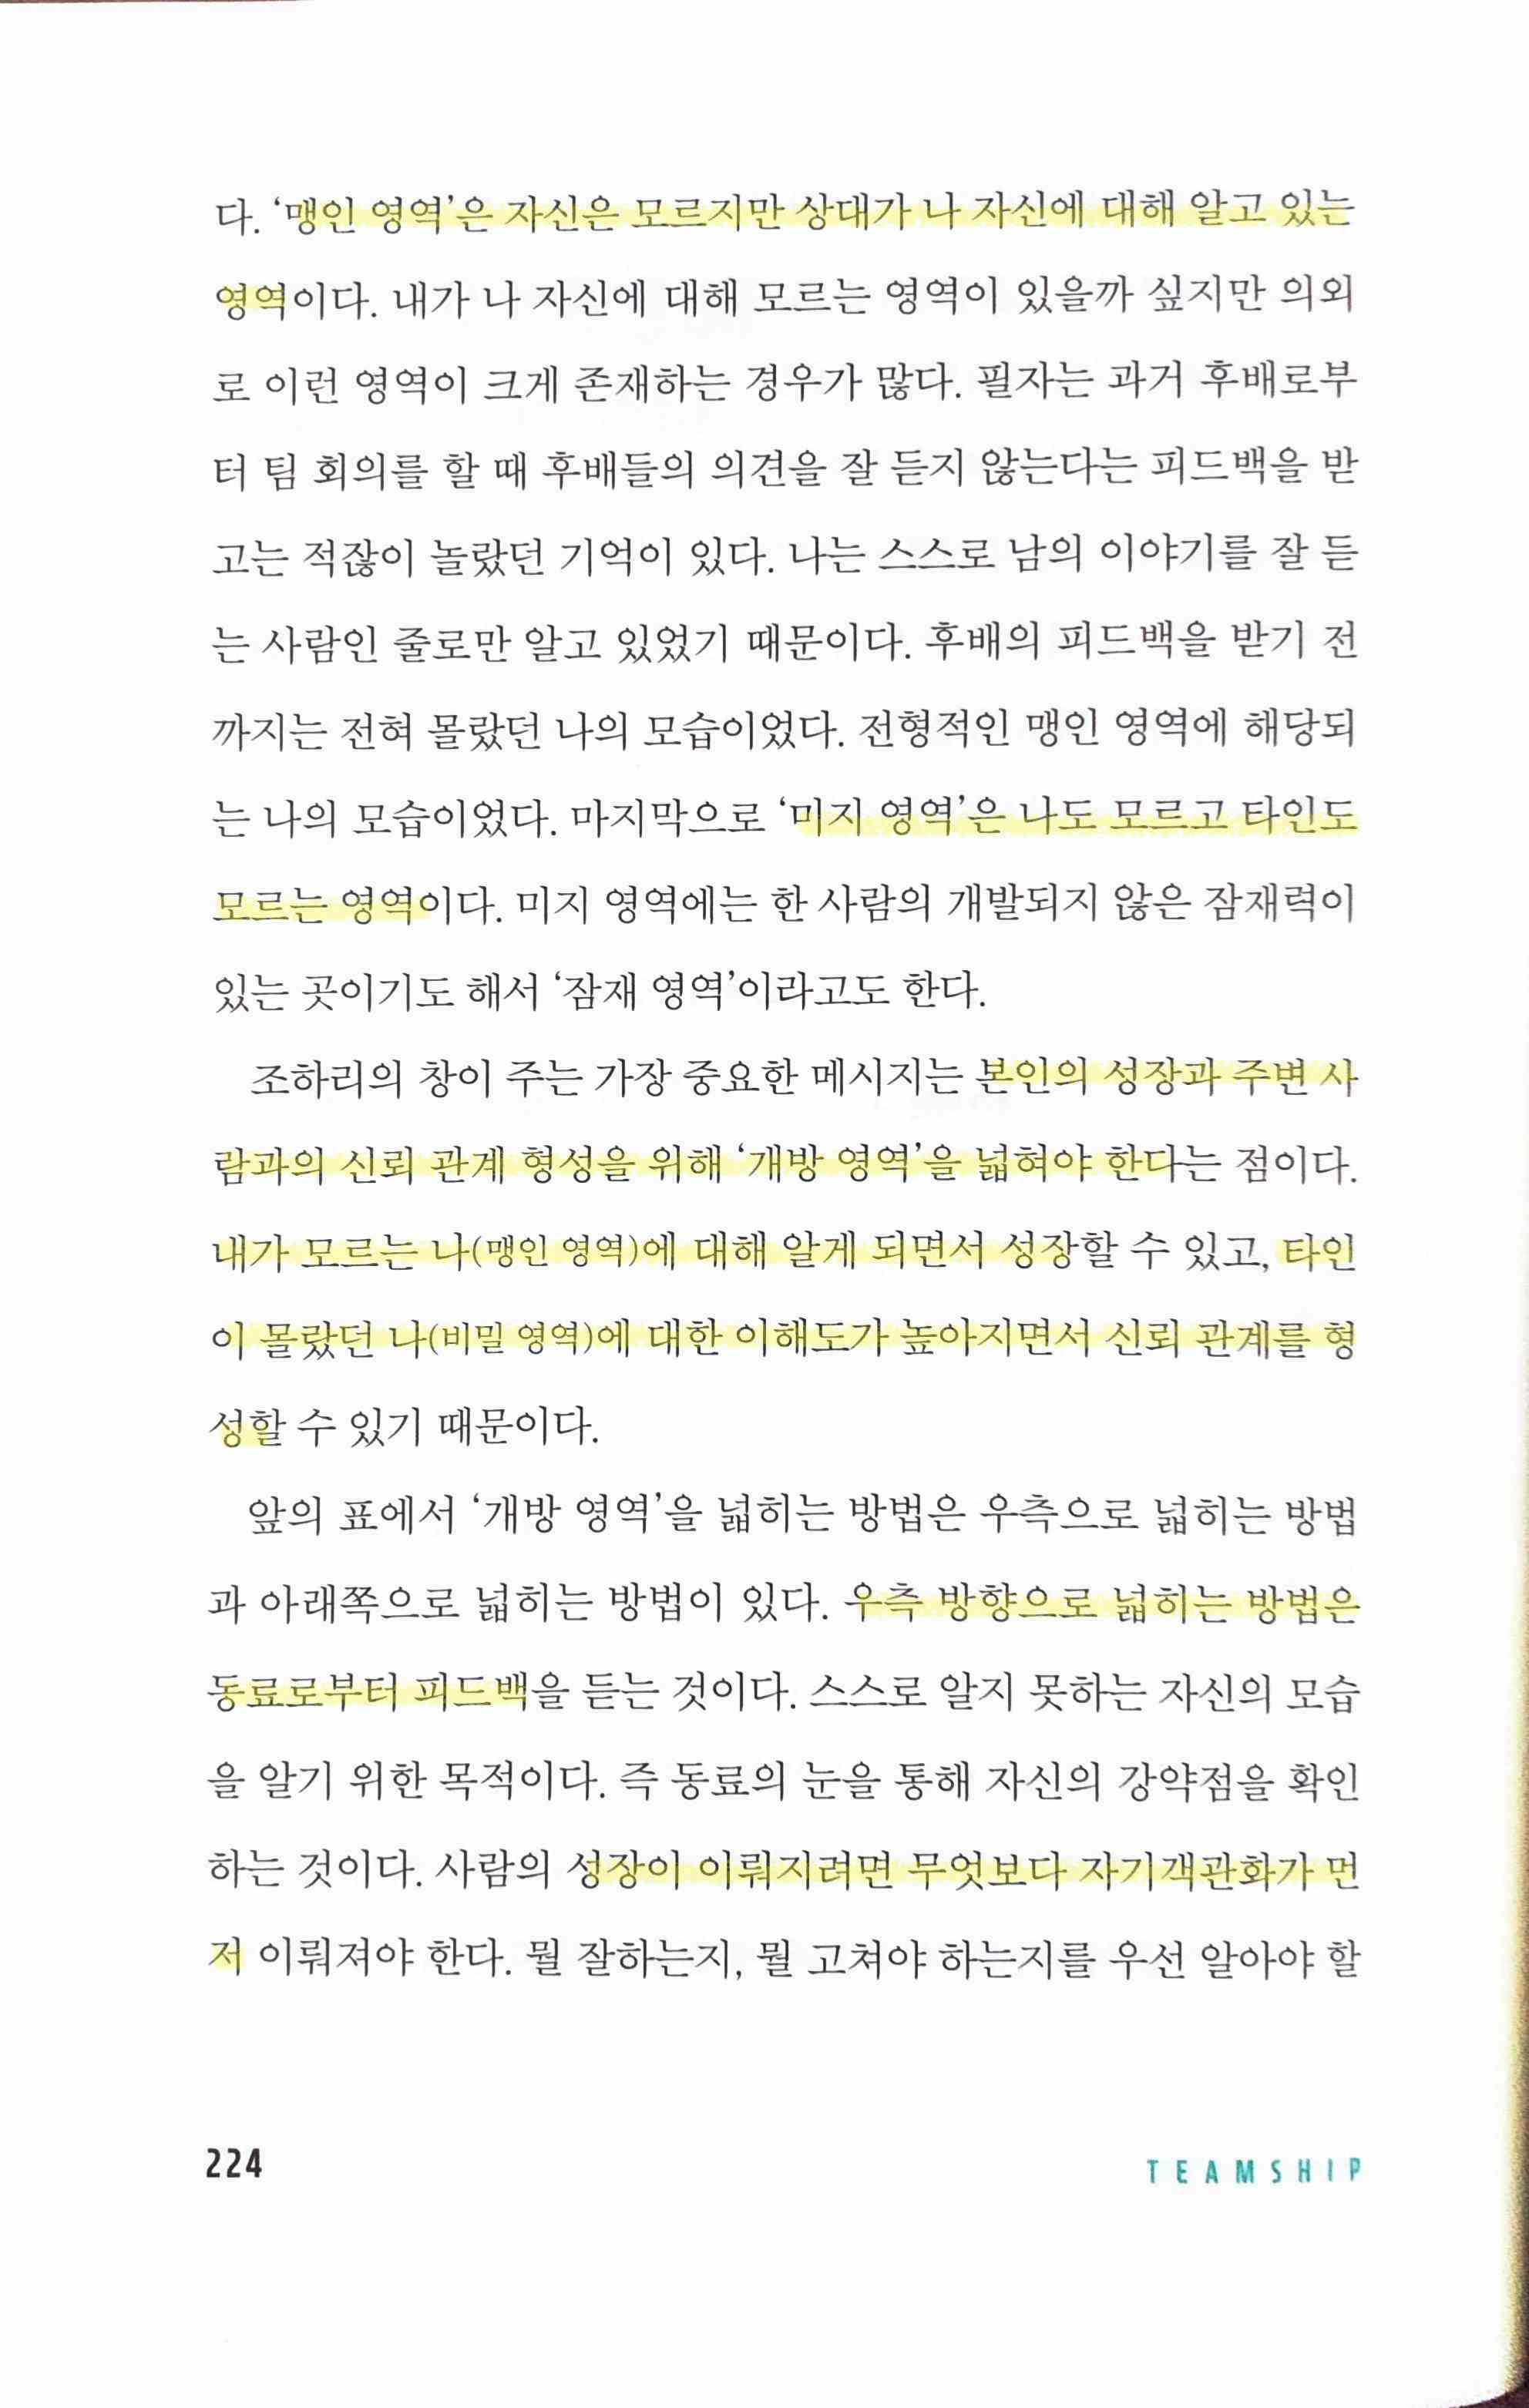 다. ‘맹인 영역’은 자신은 모르지만 상대가 나 자신에 대해 알고 있는
영역이다. 내가 나 자신에 대해 모르는 영역이 있을까 싶지만 의외
로 이런 영역이 크게 존재하는 경우가 많다. 필자는 과거 후배로부
터 팀 회의를 할 때 후배들의 의견을 잘 듣지 않는다는 피드백을 받
고는 적잖이 놀랐던 기억이 있다. 나는 스스로 남의 이야기를 잘 듣
는 사람인 줄로만 알고 있었기 때문이다. 후배의 피드백을 받기 전
까지는 전혀 몰랐던 나의 모습이었다. 전형적인 맹인 영역에 해당되
는 나의 모습이었다. 마지막으로 ‘미지 영역’은 나도 모르고 타인도
모르는 영역이다. 미지 영역에는 한 사람의 개발되지 않은 잠재력이
있는 곳이기도 해서 ‘잠재 영역’이라고도 한다.
조하리의 창이 주는 가장 중요한 메시지는 본인의 성장과 주변 사
람과의 신뢰 관계 형성을 위해 ‘개방 영역’을 넓혀야 한다는 점이다.
내가 모르는 나(맹인 영역)에 대해 알게 되면서 성장할 수 있고, 타인
이 몰랐던 나(비밀 영역)에 대한 이해도가 높아지면서 신뢰 관계를 형
성할 수 있기 때문이다.
앞의 표에서 ‘개방 영역’을 넓히는 방법은 우측으로 넓히는 방법
과 아래쪽으로 넓히는 방법이 있다. 우측 방향으로 넓히는 방법은
동료로부터 피드백을 듣는 것이다. 스스로 알지 못하는 자신의 모습
을 알기 위한 목적이다. 즉 동료의 눈을 통해 자신의 강약점을 확인
하는 것이다. 사람의 성장이 이뤄지려면 무엇보다 자기객관화가 먼
저 이뤄져야 한다. 뭘 잘하는지, 뭘 고쳐야 하는지를 우선 알아야 할
224
TEAMSHIP